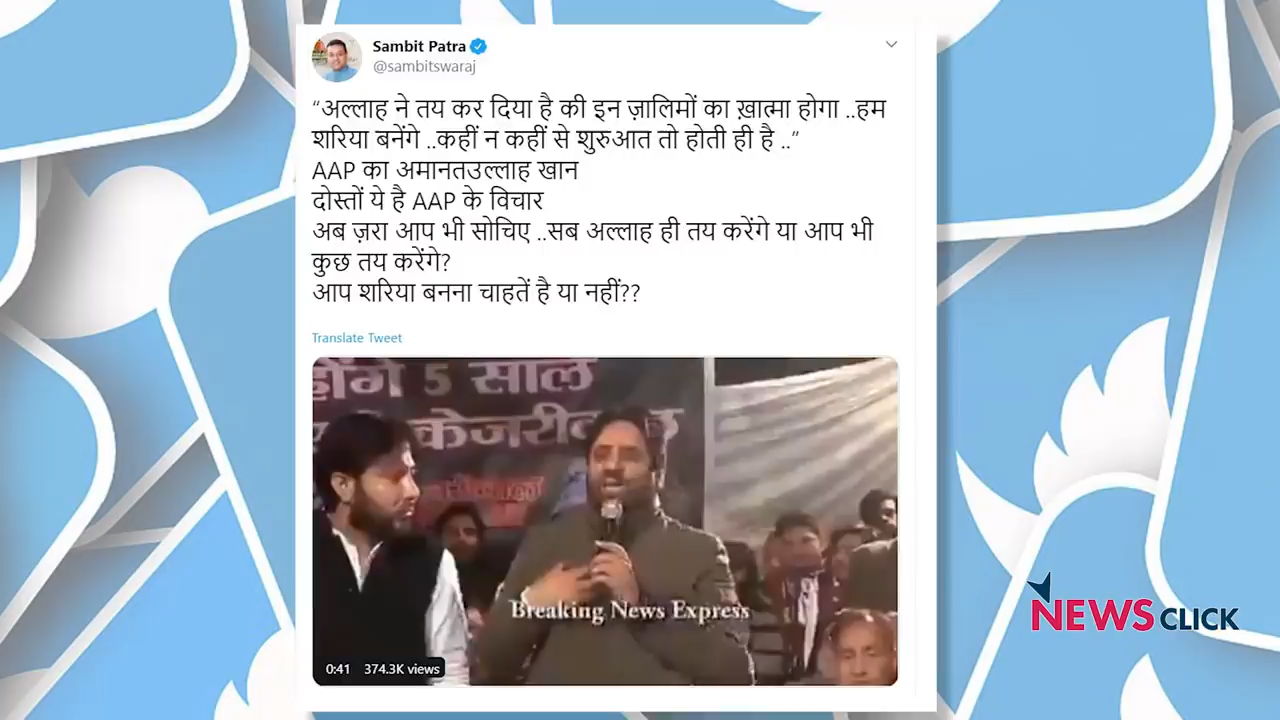 Sambit Patra
@sambitswaraj
“अल्लाह ने तय कर दिया है की इन ज़ालिमों का ख़ात्मा होगा ..हम
शरिया बनेंगे ..कहीं न कहीं से शुरुआत तो होती ही है ..”
AAP का अमानतउल्लाह खान
दोस्तों ये है AAP के विचार
अब ज़रा आप भी सोचिए ..सब अल्लाह ही तय करेंगे या आप भी
कुछ तय करेंगे?
आप शरिया बनना चाहतें है या नहीं??
Translate Tweet
होंगे 5 साल
Breaking News Express
0:41 374.3K views
NEWS CLICK